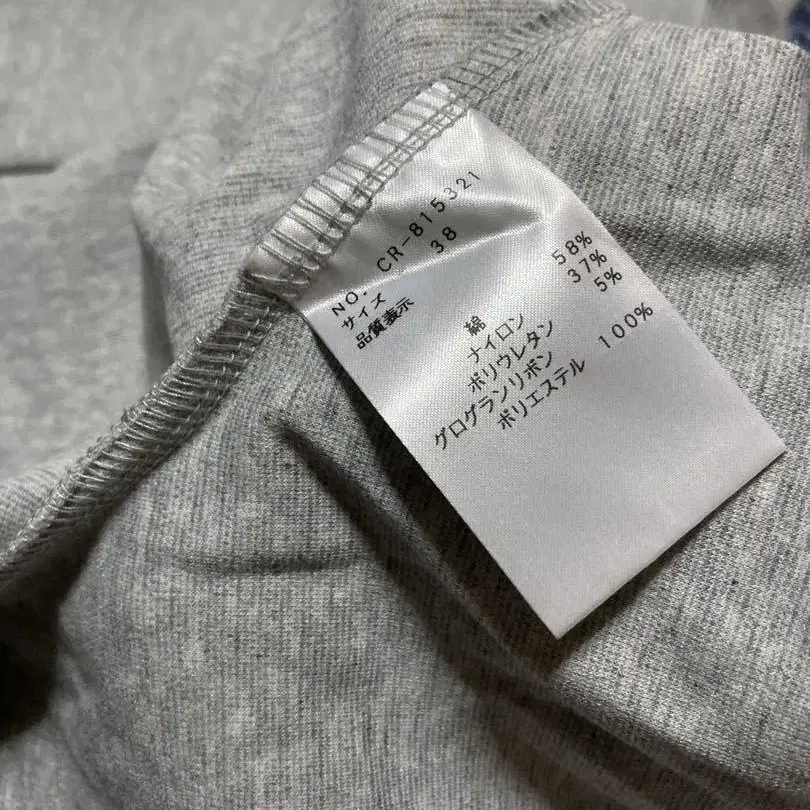 NO. CR-815321
サイズ 38
品質表示
綿 58%
ナイロン 37%
ポリウレタン 5%
グログランリボン
ポリエステル 100%